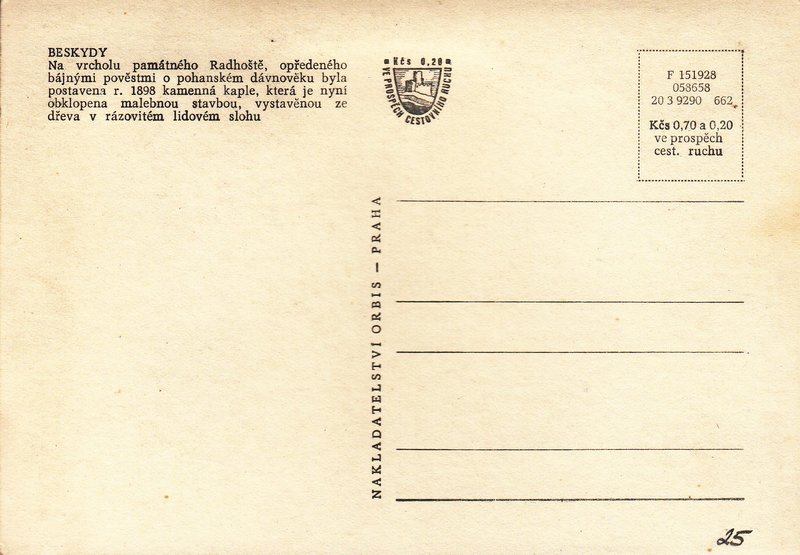 BESKYDY
Na vrcholu památného Radhoště, opředeného
bájnými pověstmi o pohanském dávnověku byla
postavena r. 1898 kamenná kaple, která je nyní
obklopena malebnou stavbou, vystavěnou ze
dřeva v rázovitém lidovém slohu
Kčs 0,20
VE PROSPĚCH CESTOVNÍHO RUCHU
F 151928
058658
20 3 9290 662
Kčs 0,70 a 0,20
ve prospěch
cest. ruchu
NAKLADATELSTVÍ ORBIS — PRAHA
25